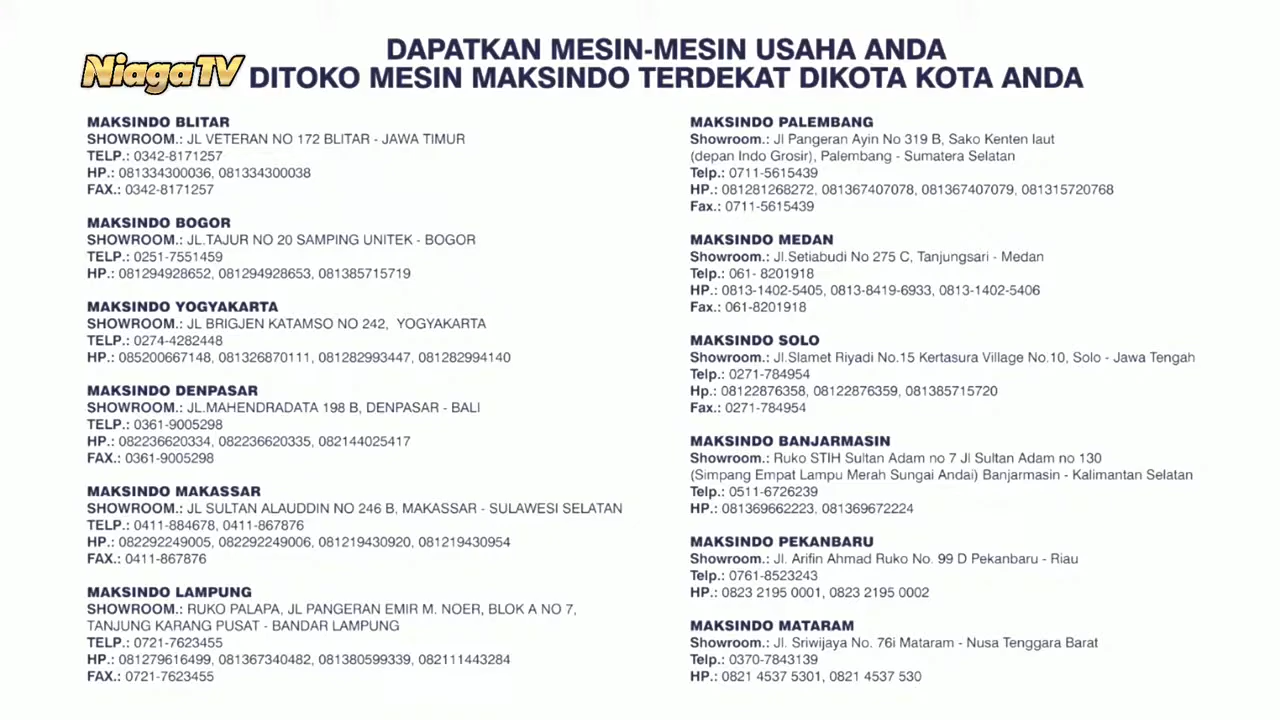 DAPATKAN MESIN-MESIN USAHA ANDA
NiagaTV
DITOKO MESIN MAKSINDO TERDEKAT DIKOTA KOTA ANDA
MAKSINDO BLITAR
SHOWROOM.: JL VETERAN NO 172 BLITAR - JAWA TIMUR
TELP.: 0342-8171257
HP.: 081334300036, 081334300038
FAX.: 0342-8171257
MAKSINDO BOGOR
SHOWROOM.: JL.TAJUR NO 20 SAMPING UNITEK - BOGOR
TELP.: 0251-7551459
HP.: 081294928652, 081294928653, 081385715719
MAKSINDO YOGYAKARTA
SHOWROOM.: JL BRIGJEN KATAMSO NO 242, YOGYAKARTA
TELP.: 0274-4282448
HP.: 085200667148, 081326870111, 081282993447, 081282994140
MAKSINDO DENPASAR
SHOWROOM.: JL.MAHENDRADATA 198 B, DENPASAR - BALI
TELP.: 0361-9005298
HP.: 082236620334, 082236620335, 082144025417
FAX.: 0361-9005298
MAKSINDO MAKASSAR
SHOWROOM.: JL SULTAN ALAUDDIN NO 246 B, MAKASSAR - SULAWESI SELATAN
TELP.: 0411-884678, 0411-867876
HP.: 082292249005, 082292249006, 081219430920, 081219430954
FAX.: 0411-867876
MAKSINDO LAMPUNG
SHOWROOM.: RUKO PALAPA, JL PANGERAN EMIR M. NOER, BLOK A NO 7,
TANJUNG KARANG PUSAT - BANDAR LAMPUNG
TELP.: 0721-7623455
HP.: 081279616499, 081367340482, 081380599339, 082111443284
FAX.: 0721-7623455
MAKSINDO PALEMBANG
Showroom.: Jl Pangeran Ayin No 319 B, Sako Kenten laut
(depan Indo Grosir), Palembang - Sumatera Selatan
Telp.: 0711-5615439
HP.: 081281268272, 081367407078, 081367407079, 081315720768
Fax.: 0711-5615439
MAKSINDO MEDAN
Showroom.: Jl.Setiabudi No 275 C, Tanjungsari - Medan
Telp.: 061- 8201918
HP.: 0813-1402-5405, 0813-8419-6933, 0813-1402-5406
Fax.: 061-8201918
MAKSINDO SOLO
Showroom.: Jl.Slamet Riyadi No.15 Kertasura Village No.10, Solo - Jawa Tengah
Telp.: 0271-784954
Hp.: 08122876358, 08122876359, 081385715720
Fax.: 0271-784954
MAKSINDO BANJARMASIN
Showroom.: Ruko STIH Sultan Adam no 7 Jl Sultan Adam no 130
(Simpang Empat Lampu Merah Sungai Andai) Banjarmasin - Kalimantan Selatan
Telp.: 0511-6726239
HP.: 081369662223, 081369672224
MAKSINDO PEKANBARU
Showroom.: Jl. Arifin Ahmad Ruko No. 99 D Pekanbaru - Riau
Telp.: 0761-8523243
HP.: 0823 2195 0001, 0823 2195 0002
MAKSINDO MATARAM
Showroom.: Jl. Sriwijaya No. 76i Mataram - Nusa Tenggara Barat
Telp.: 0370-7843139
HP.: 0821 4537 5301, 0821 4537 530